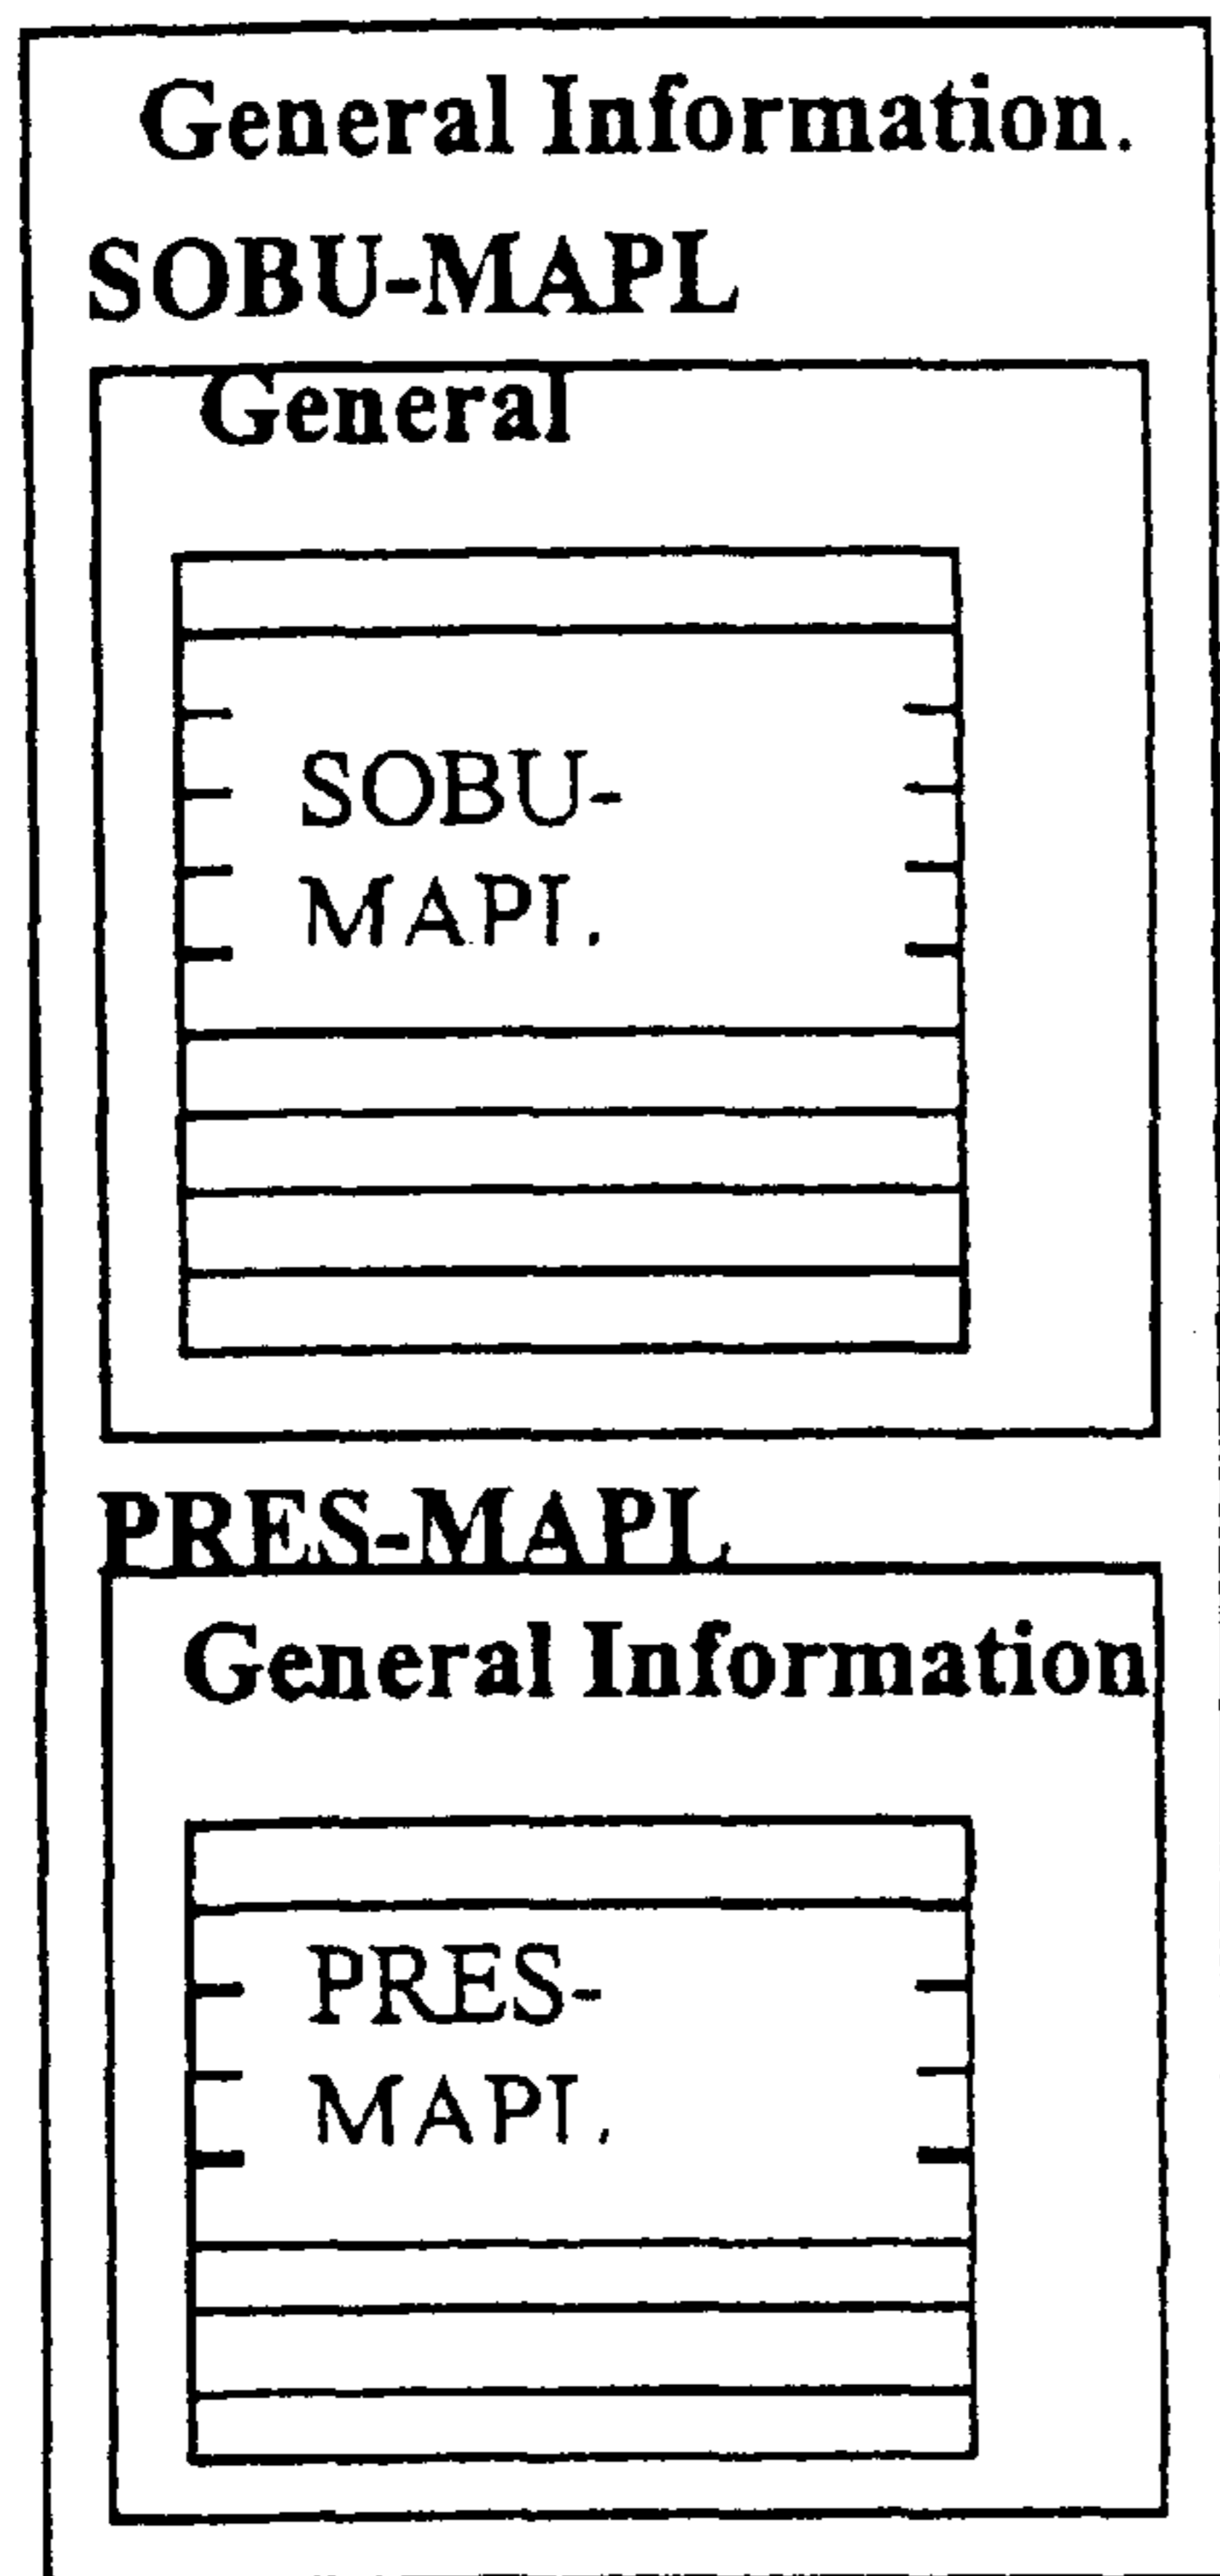 General Information.
SOBU-MAPL
General
SOBU-
MAPL
PRES-MAPL
General Information
PRES-
MAPL